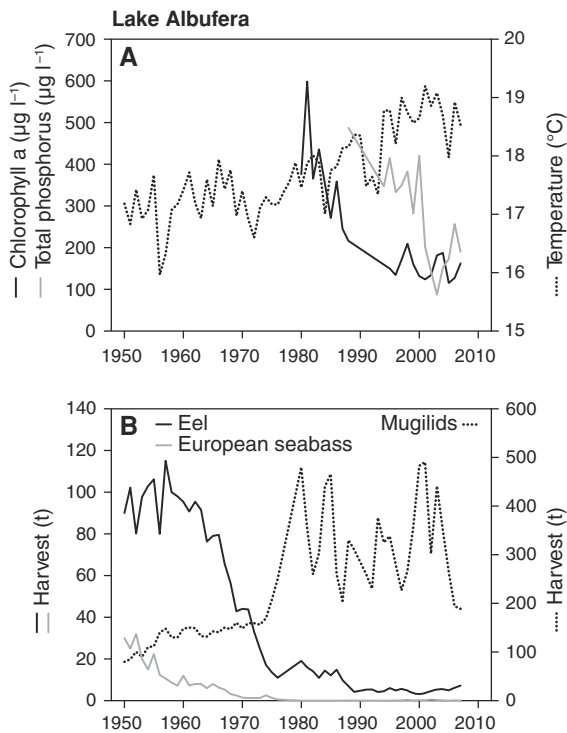 Lake Albufera
A
Chlorophyll a (µg l⁻¹)
Total phosphorus (µg l⁻¹)
700
600
500
400
300
200
100
0
20
19
18
17
16
15
Temperature (°C)
1950 1960 1970 1980 1990 2000 2010
B
Eel
European seabass
Mugilids
Harvest (t)
140
120
100
80
60
40
20
0
600
500
400
300
200
100
0
Harvest (t)
1950 1960 1970 1980 1990 2000 2010